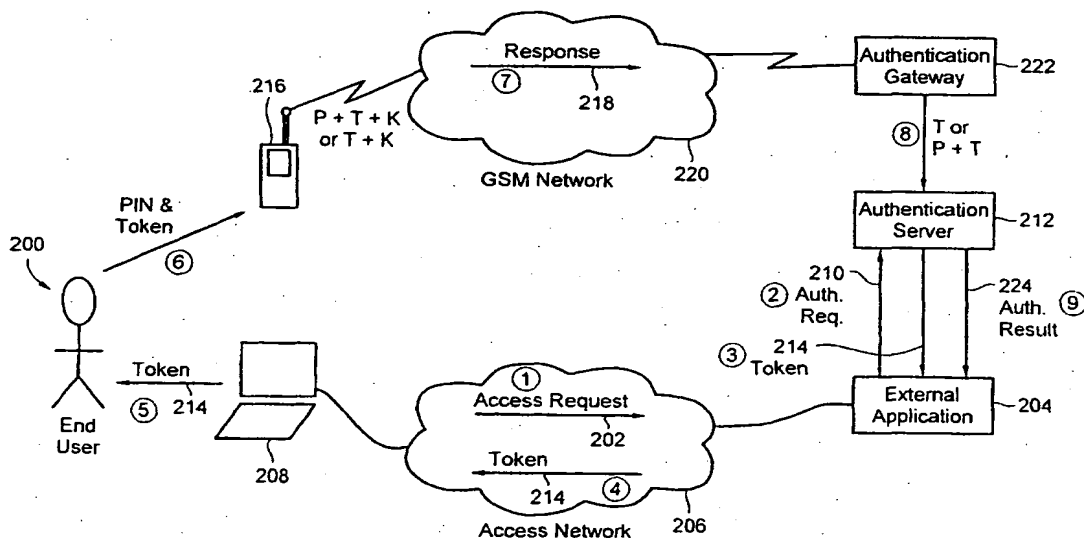 Response
⑦
218
GSM Network
220
Authentication
Gateway
222
216
P + T + K
or T + K
⑧
T or
P + T
PIN &
Token
⑥
200
Authentication
Server
212
210
② Auth.
Req.
224
Auth. ⑨
Result
③
214
Token
Token
214
⑤
End
User
208
①
Access Request
202
Token
214
④
Access Network
206
External
Application
204